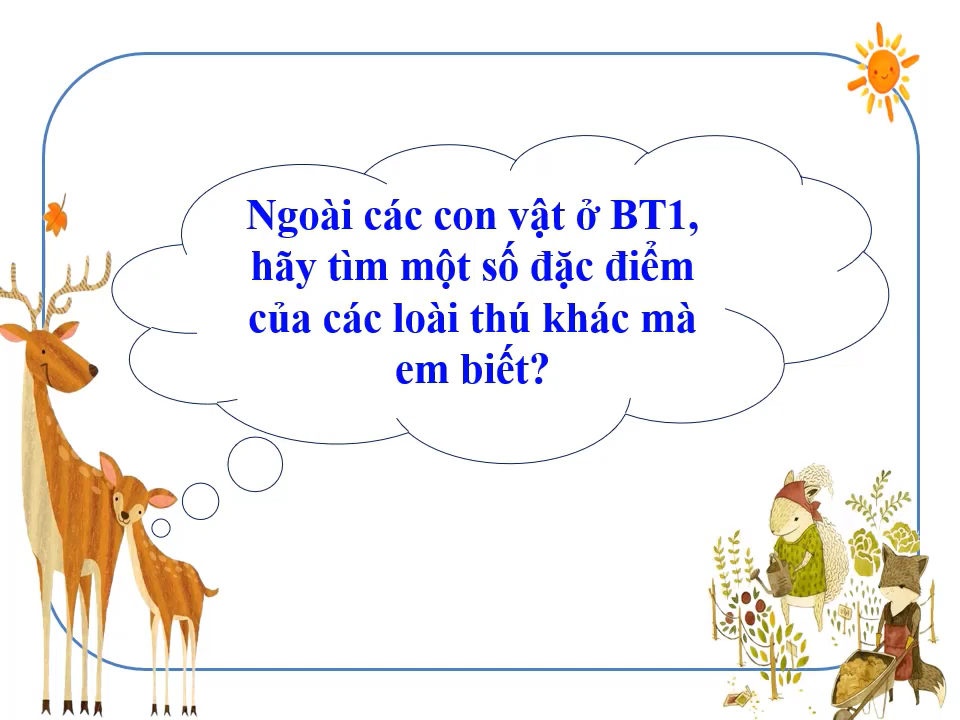 Ngoài các con vật ở BT1,
hãy tìm một số đặc điểm
của các loài thú khác mà
em biết?